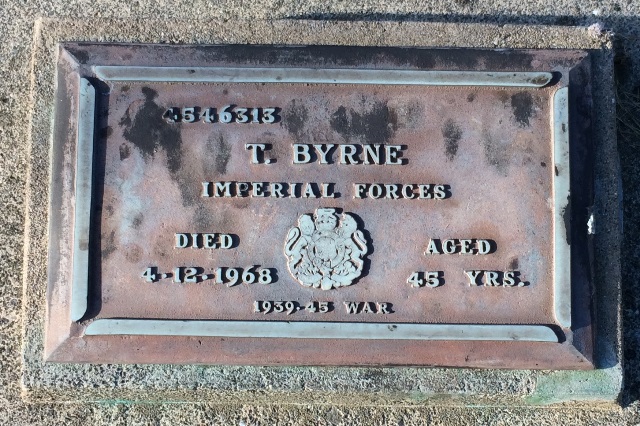 4546313
T. BYRNE
IMPERIAL FORCES
DIED
4-12-1968
AGED
45 YRS.
1939-45 WAR